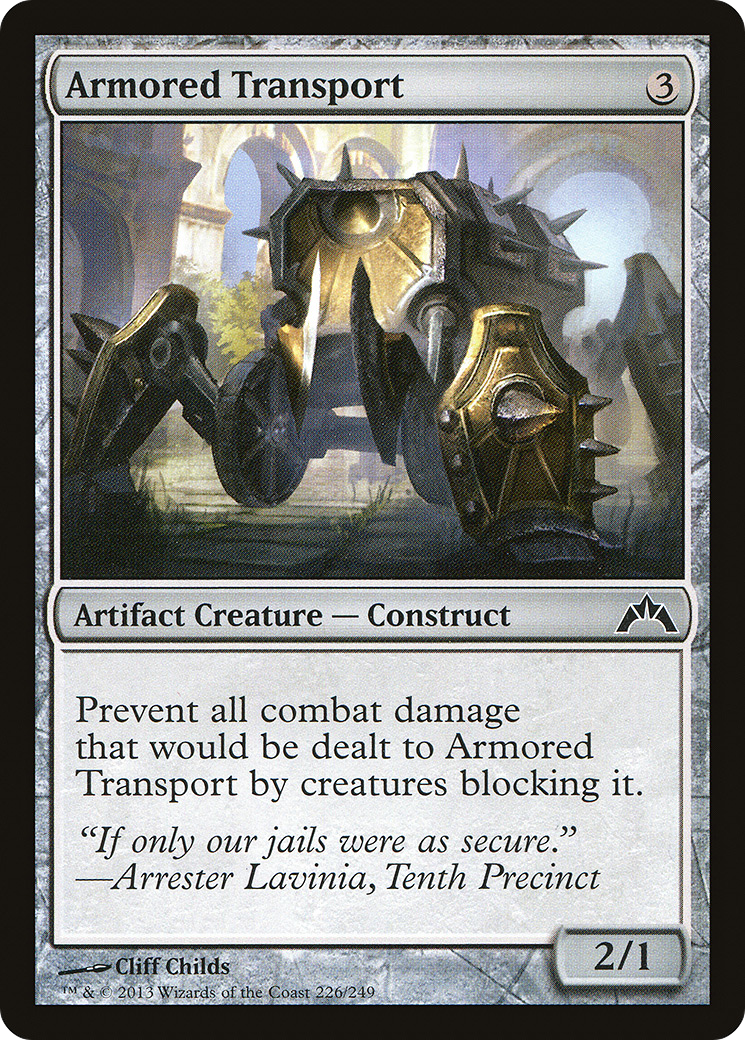 Armored Transport
3
Artifact Creature — Construct
Prevent all combat damage
that would be dealt to Armored
Transport by creatures blocking it.
“If only our jails were as secure.”
—Arrester Lavinia, Tenth Precinct
2/1
Cliff Childs
™ & © 2013 Wizards of the Coast 226/249